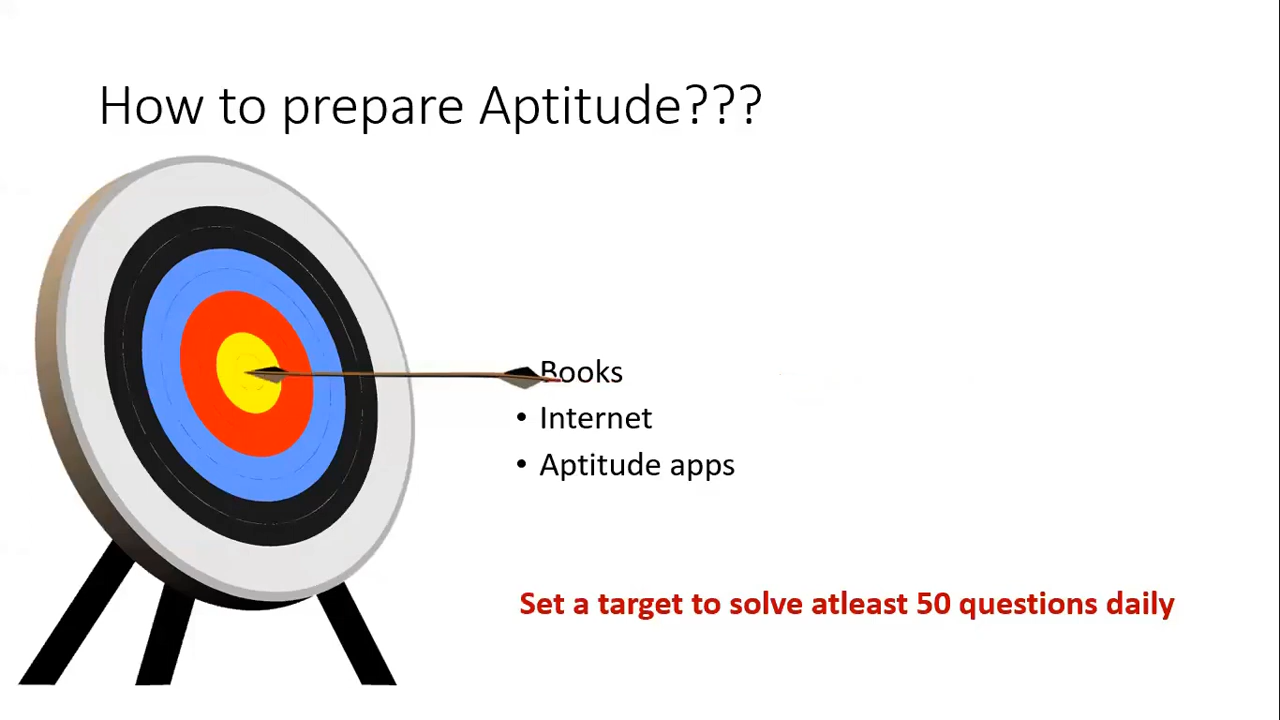 How to prepare Aptitude???
Books
• Internet
• Aptitude apps
Set a target to solve atleast 50 questions daily